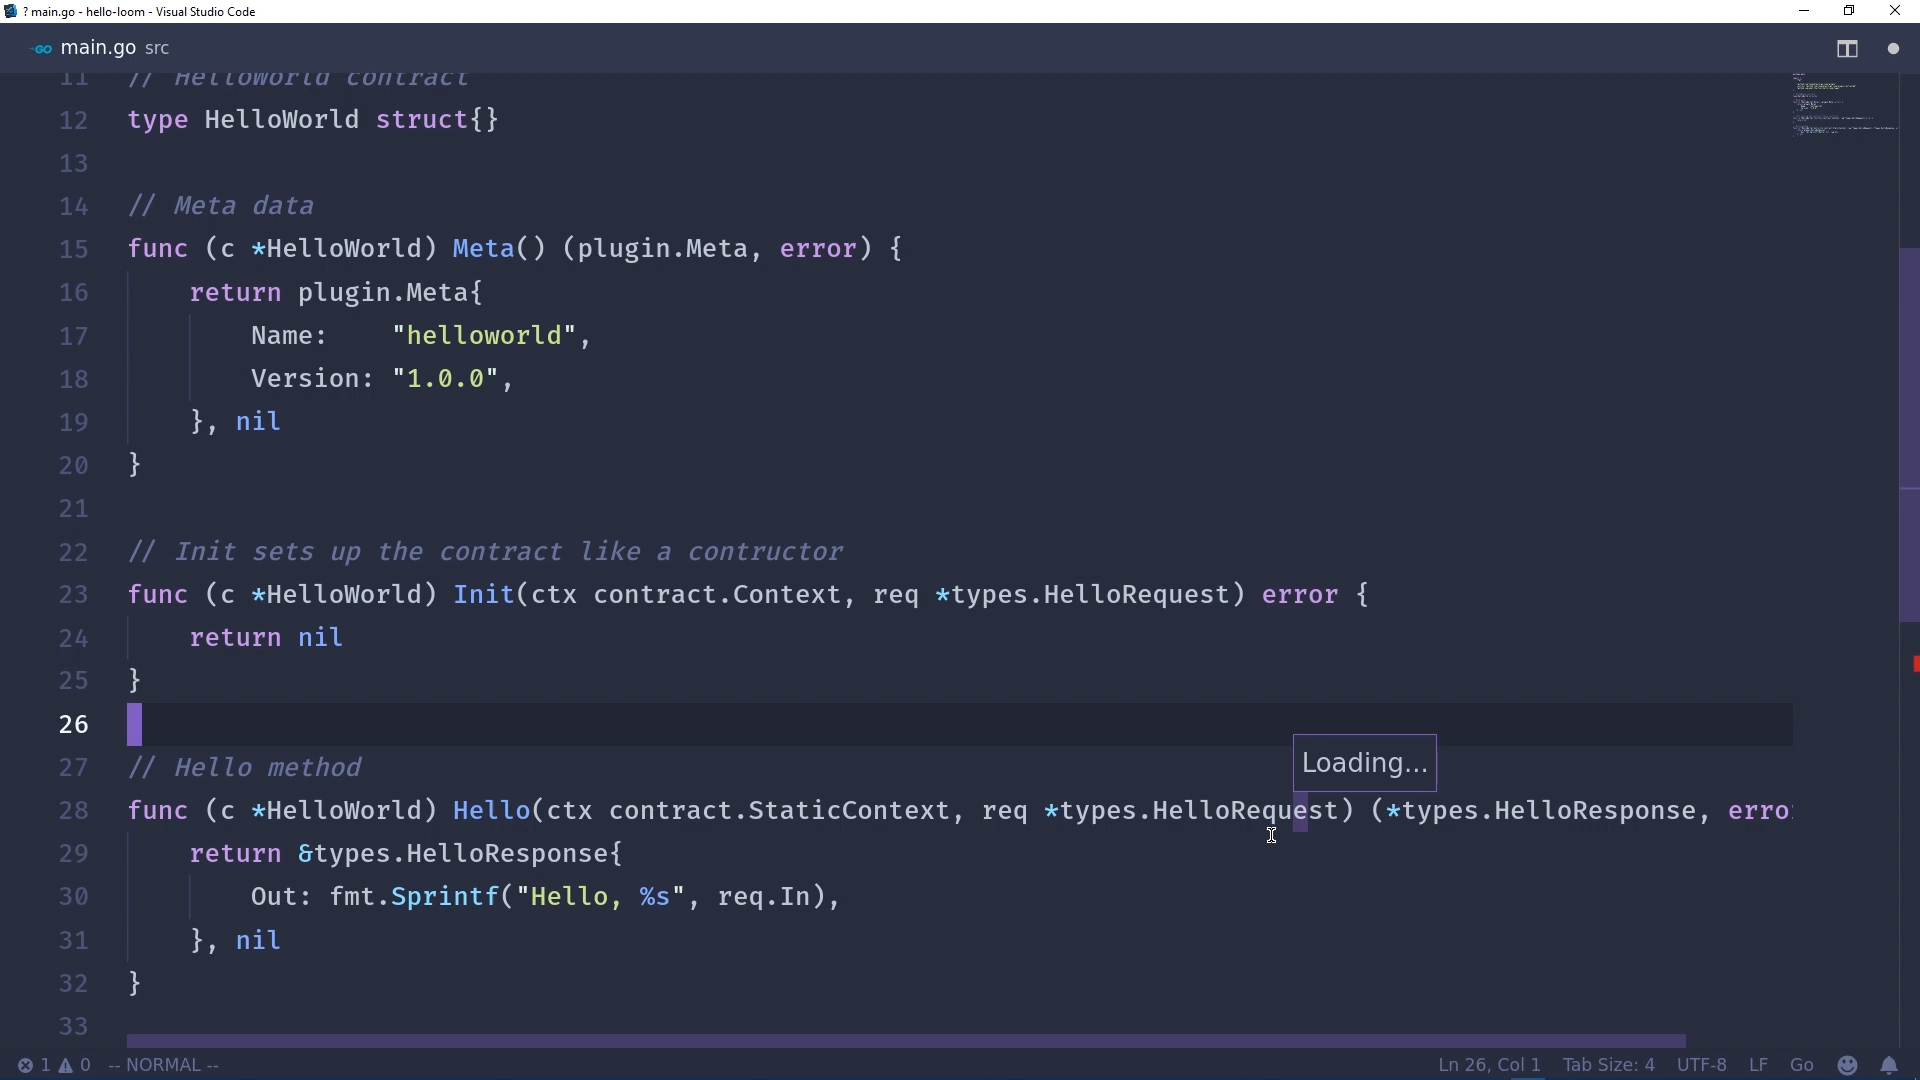 ? main.go - hello-loom - Visual Studio Code
GO main.go src
11 // HelloWorld contract
12 type HelloWorld struct{}
13
14 // Meta data
15 func (c *HelloWorld) Meta() (plugin.Meta, error) {
16 return plugin.Meta{
17 Name: "helloworld",
18 Version: "1.0.0",
19 }, nil
20 }
21
22 // Init sets up the contract like a contructor
23 func (c *HelloWorld) Init(ctx contract.Context, req *types.HelloRequest) error {
24 return nil
25 }
26
Loading...
27 // Hello method
28 func (c *HelloWorld) Hello(ctx contract.StaticContext, req *types.HelloRequest) (*types.HelloResponse, erro
29 return &types.HelloResponse{
30 Out: fmt.Sprintf("Hello, %s", req.In),
31 }, nil
32 }
33
1 0 -- NORMAL -- Ln 26, Col 1 Tab Size: 4 UTF-8 LF Go